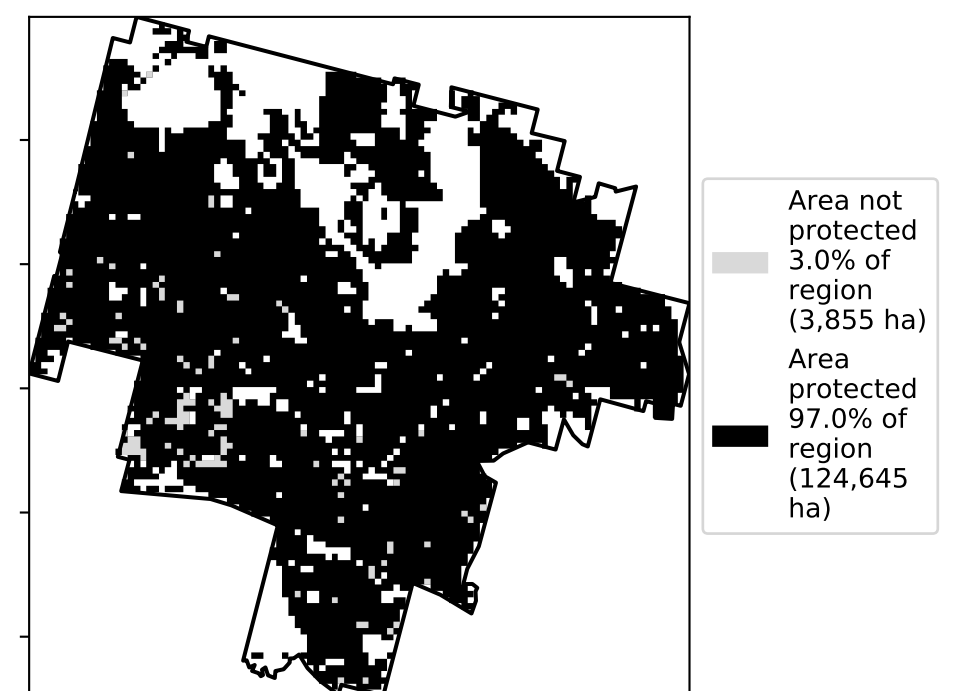 Area not
protected
3.0% of
region
(3,855 ha)
Area
protected
97.0% of
region
(124,645
ha)